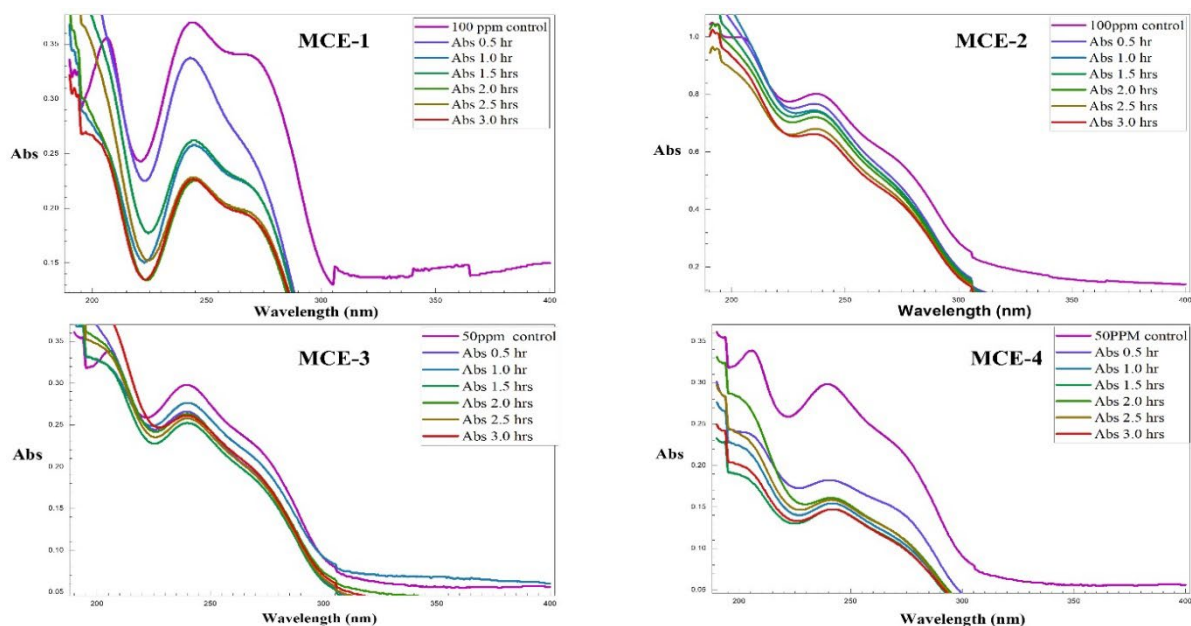 MCE-1
100 ppm control
Abs 0.5 hr
Abs 1.0 hr
Abs 1.5 hrs
Abs 2.0 hrs
Abs 2.5 hrs
Abs 3.0 hrs
0.35
0.30
0.25
Abs
0.20
0.15
200 250 300 350 400
Wavelength (nm)
MCE-2
100ppm control
Abs 0.5 hr
Abs 1.0 hr
Abs 1.5 hrs
Abs 2.0 hrs
Abs 2.5 hrs
Abs 3.0 hrs
1.0
0.8
Abs
0.6
0.4
0.2
200 250 300 350 400
Wavelength (nm)
MCE-3
50ppm control
Abs 0.5 hr
Abs 1.0 hr
Abs 1.5 hrs
Abs 2.0 hrs
Abs 2.5 hrs
Abs 3.0 hrs
0.35
0.30
0.25
Abs
0.20
0.15
0.10
0.05
200 250 300 350 400
Wavelength (nm)
MCE-4
50PPM control
Abs 0.5 hr
Abs 1.0 hr
Abs 1.5 hrs
Abs 2.0 hrs
Abs 2.5 hrs
Abs 3.0 hrs
0.35
0.30
0.25
Abs
0.20
0.15
0.10
0.05
200 250 300 350 400
Wavelength (nm)